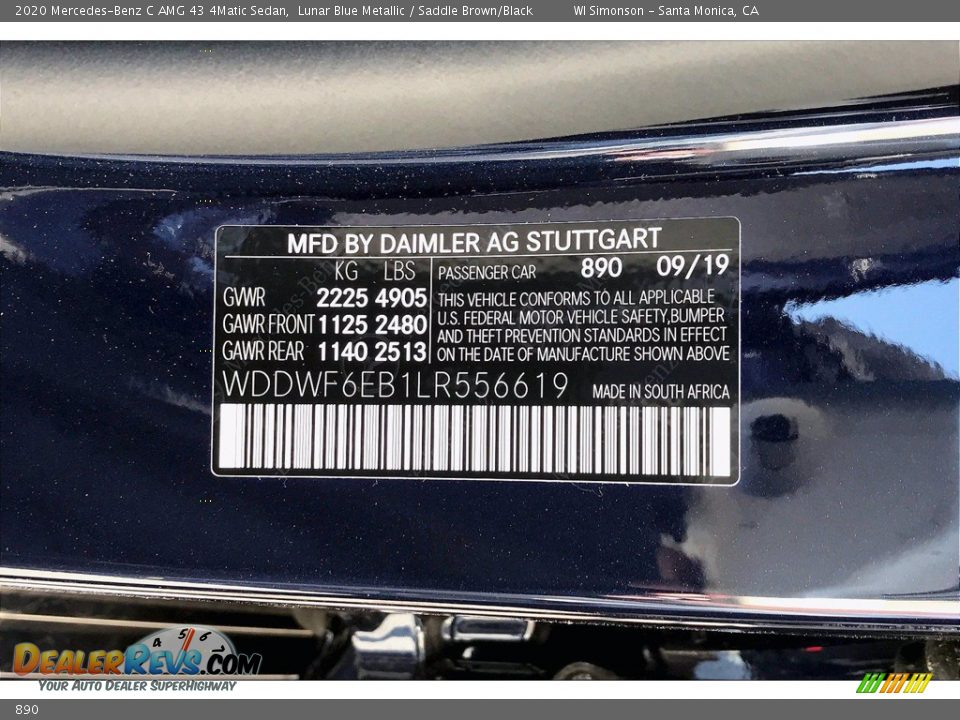 2020 Mercedes-Benz C AMG 43 4Matic Sedan, Lunar Blue Metallic / Saddle Brown/Black WI Simonson - Santa Monica, CA
MFD BY DAIMLER AG STUTTGART
KG LBS
GVWR 2225 4905
GAWR FRONT 1125 2480
GAWR REAR 1140 2513
PASSENGER CAR 890 09/19
THIS VEHICLE CONFORMS TO ALL APPLICABLE
U.S. FEDERAL MOTOR VEHICLE SAFETY,BUMPER
AND THEFT PREVENTION STANDARDS IN EFFECT
ON THE DATE OF MANUFACTURE SHOWN ABOVE
WDDWF6EB1LR556619 MADE IN SOUTH AFRICA
4 5 6
DEALERREVS.COM
YOUR AUTO DEALER SUPERHIGHWAY
890